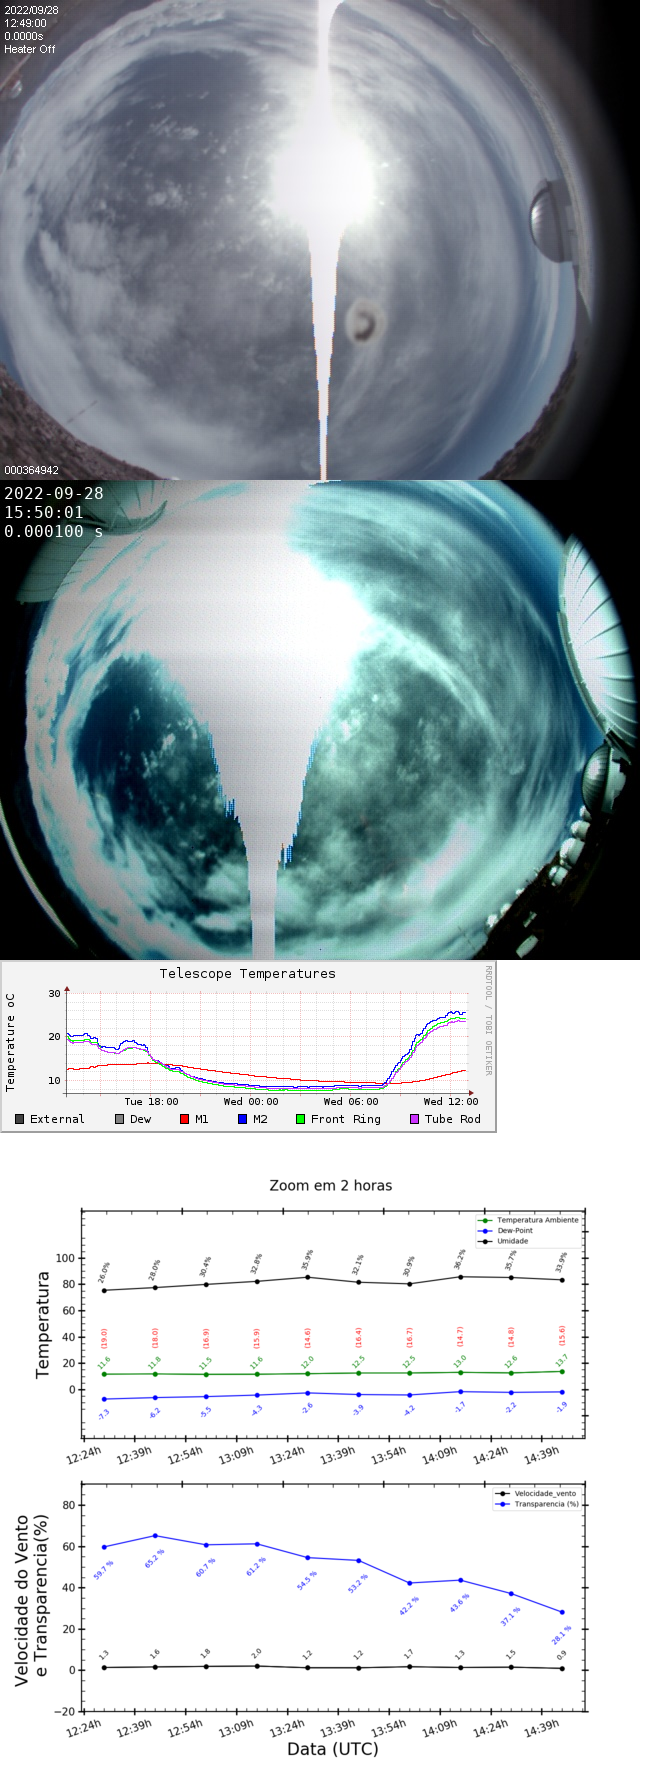 2022/09/28
12:49:00
0.0000s
Heater Off
000364942
2022-09-28
15:50:01
0.000100 s
Telescope Temperatures
RRDTOOL / TOBI OETIKER
Temperature oC
30
20
10
Tue 18:00 Wed 00:00 Wed 06:00 Wed 12:00
External Dew M1 M2 Front Ring Tube Rod
Zoom em 2 horas
Temperatura Ambiente
Dew-Point
Umidade
Temperatura
100
80
60
40
20
0
26.0% 28.0% 30.4% 32.8% 35.9% 32.1% 30.9% 36.2% 35.7% 33.9%
(19.0) (18.0) (16.9) (15.9) (14.6) (16.4) (16.7) (14.7) (14.8) (15.6)
11.6 11.8 11.5 11.6 12.0 12.5 12.5 13.0 12.6 13.7
-7.3 -6.2 -5.5 -4.3 -2.6 -3.9 -4.2 -1.7 -2.2 -1.9
12:24h 12:39h 12:54h 13:09h 13:24h 13:39h 13:54h 14:09h 14:24h 14:39h
Velocidade_vento
Transparencia (%)
Velocidade do Vento
e Transparencia(%)
80
60
40
20
0
−20
59.7 % 65.2 % 60.7 % 61.2 % 54.5 % 53.2 % 42.2 % 43.6 % 37.1 % 28.1 %
1.3 1.6 1.8 2.0 1.2 1.2 1.7 1.3 1.5 0.9
12:24h 12:39h 12:54h 13:09h 13:24h 13:39h 13:54h 14:09h 14:24h 14:39h
Data (UTC)